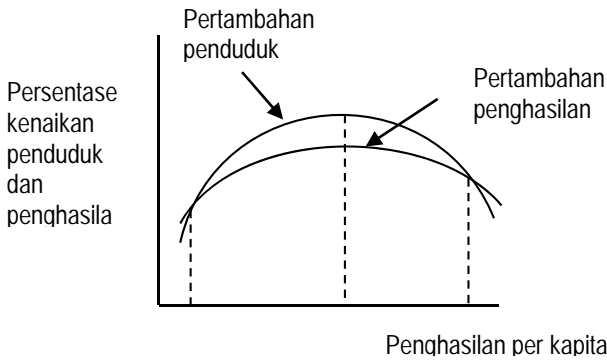 Pertambahan
penduduk
Pertambahan
penghasilan
Persentase
kenaikan
penduduk
dan
penghasila
Penghasilan per kapita